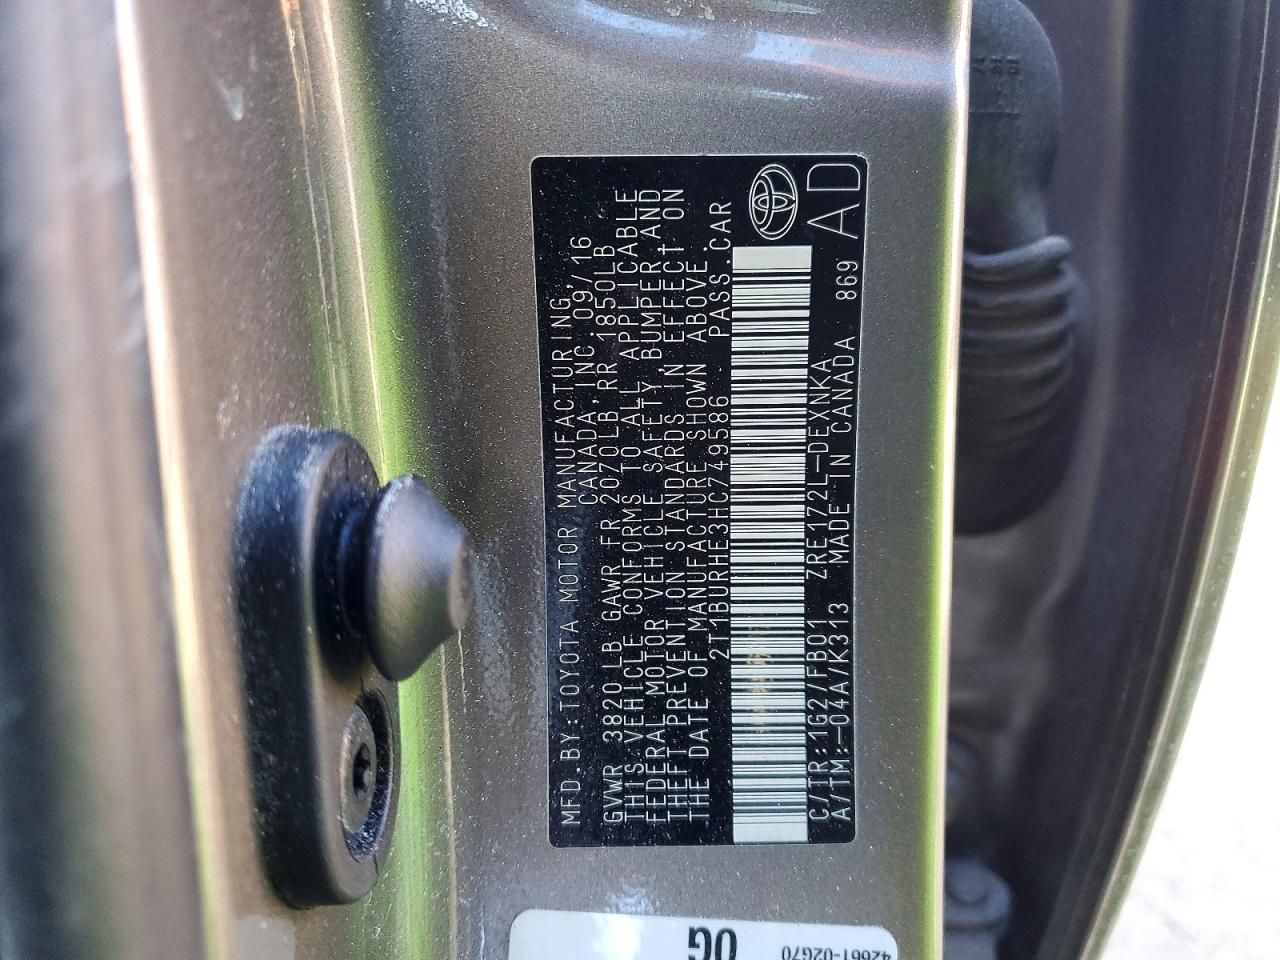 MFD.BY:TOYOTA MOTOR MANUFACTURING,
CANADA,INC. 09/16
GVWR 3820LB GAWR FR 2070LB,RR 1850LB
THIS VEHICLE CONFORMS TO ALL APPLICABLE
FEDERAL MOTOR VEHICLE SAFETY,BUMPER,AND
THEFT PREVENTION STANDARDS IN EFFECT ON
THE DATE OF MANUFACTURE SHOWN ABOVE.
2T1BURHE3HC749586 PASS.CAR
C/TR:1G2/FB01 ZRE172L-DEXNKA
A/TM:-04A/K313 MADE IN CANADA 869 AD
0G
42661-02G70